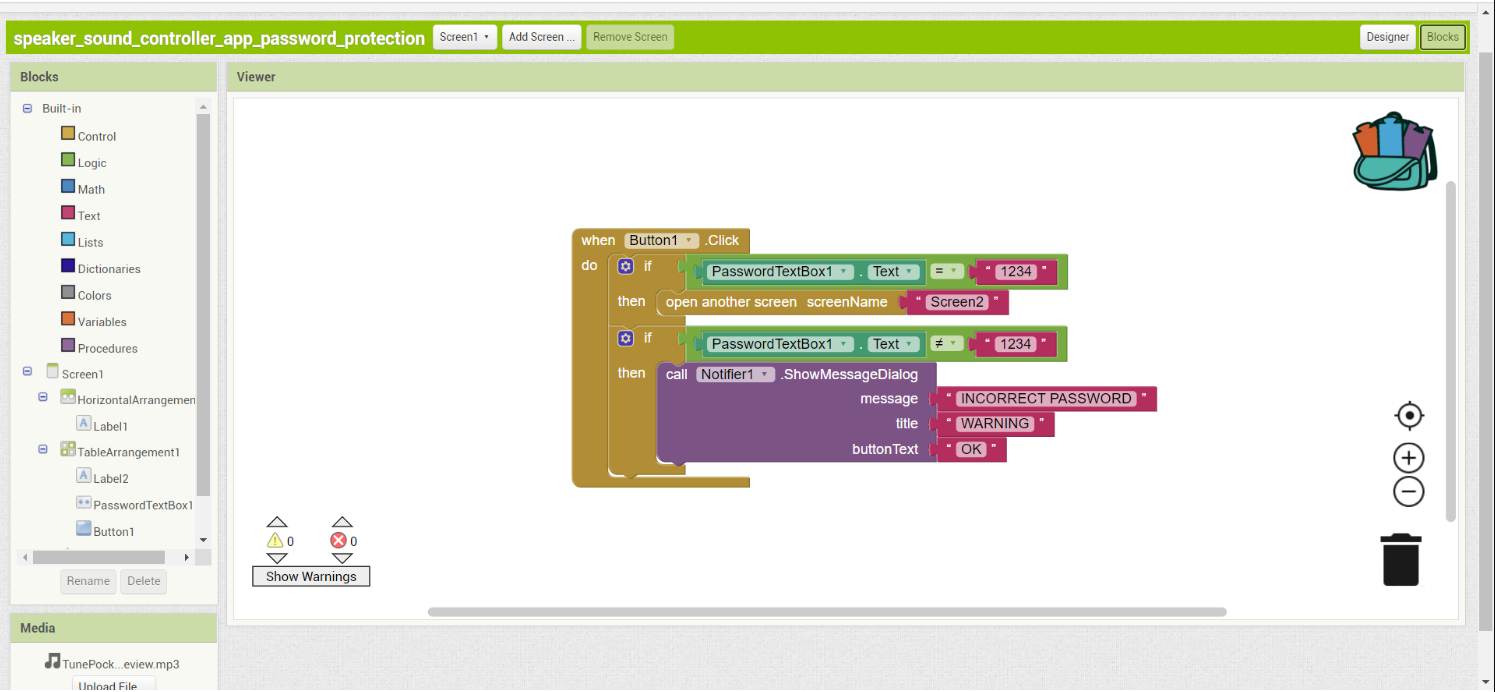 speaker_sound_controller_app_password_protection Screen1 Add Screen ... Remove Screen Designer Blocks
Blocks
Viewer
Built-in
Control
Logic
Math
Text
Lists
Dictionaries
Colors
Variables
Procedures
Screen1
HorizontalArrangemen
Label1
TableArrangement1
Label2
PasswordTextBox1
Button1
Rename Delete
Media
TunePock...eview.mp3
Upload File
when Button1 .Click
do if PasswordTextBox1 . Text = “ 1234 ”
then open another screen screenName “ Screen2 ”
if PasswordTextBox1 . Text ≠ “ 1234 ”
then call Notifier1 .ShowMessageDialog
message “ INCORRECT PASSWORD ”
title “ WARNING ”
buttonText “ OK ”
0 0
Show Warnings